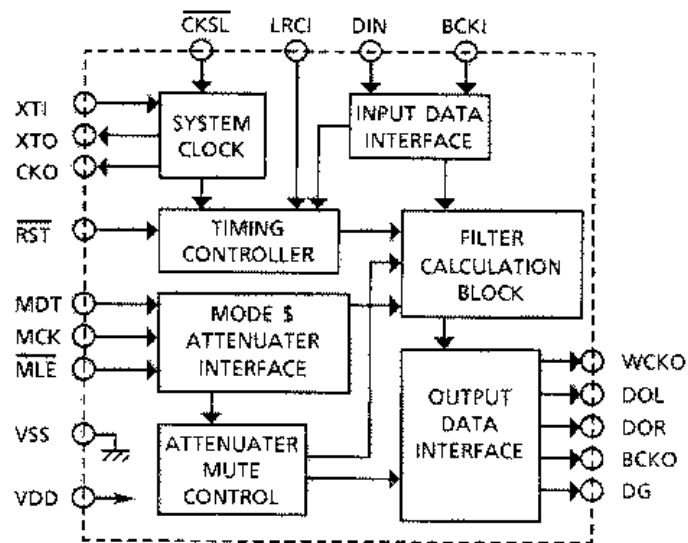 CKSL LRCI DIN BCKI
XTI
XTO
CKO
SYSTEM
CLOCK
INPUT DATA
INTERFACE
RST
TIMING
CONTROLLER
FILTER
CALCULATION
BLOCK
MDT
MCK
MLE
MODE $
ATTENUATER
INTERFACE
VSS
VDD
ATTENUATER
MUTE
CONTROL
OUTPUT
DATA
INTERFACE
WCKO
DOL
DOR
BCKO
DG